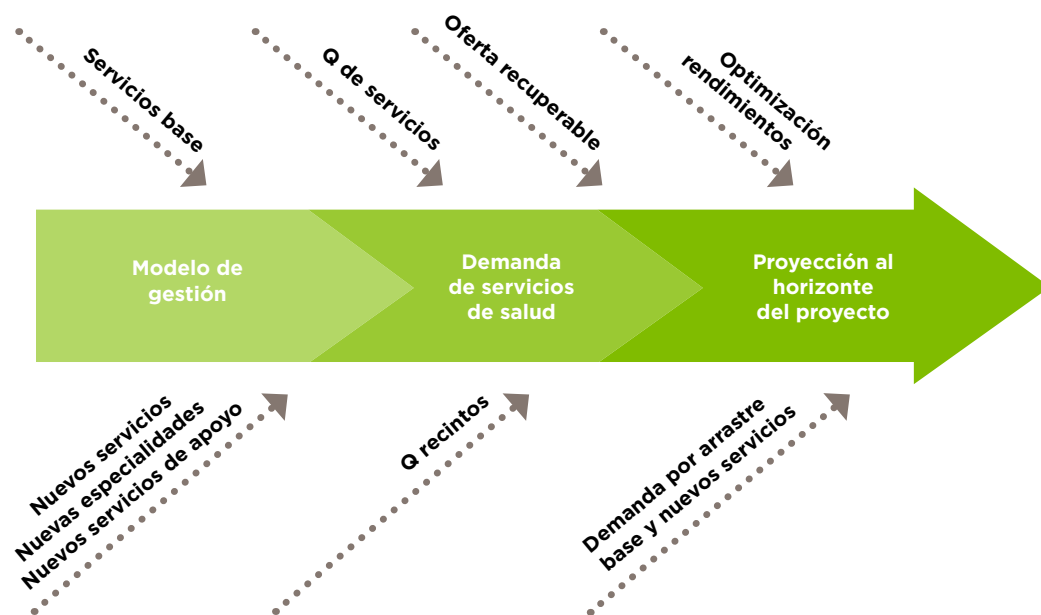 Servicios base
Q de servicios
Oferta recuperable
Optimización
rendimientos
Modelo de
gestión
Demanda
de servicios
de salud
Proyección al
horizonte
del proyecto
Nuevos servicios
Nuevas especialidades
Nuevos servicios de apoyo
Q recintos
Demanda por arrastre
base y nuevos servicios